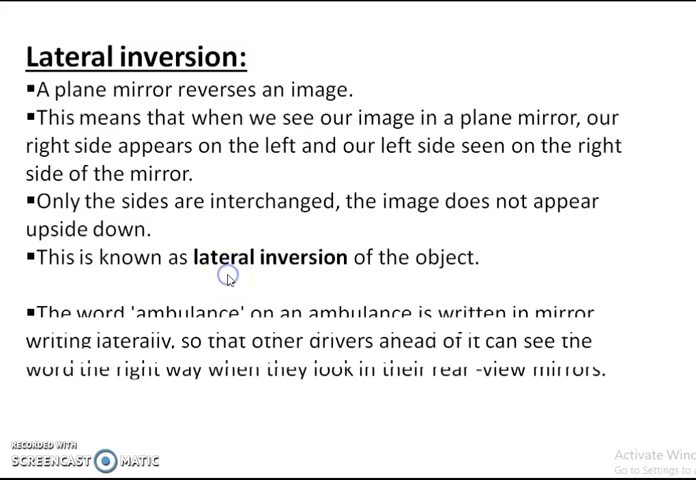 Lateral inversion:
▪A plane mirror reverses an image.
▪This means that when we see our image in a plane mirror, our
right side appears on the left and our left side seen on the right
side of the mirror.
▪Only the sides are interchanged, the image does not appear
upside down.
▪This is known as lateral inversion of the object.
▪The word 'ambulance' on an ambulance is written in mirror
writing laterally, so that other drivers ahead of it can see the
word the right way when they look in their rear -view mirrors.
RECORDED WITH
SCREENCAST MATIC
Activate Wind
Go to Settings to a